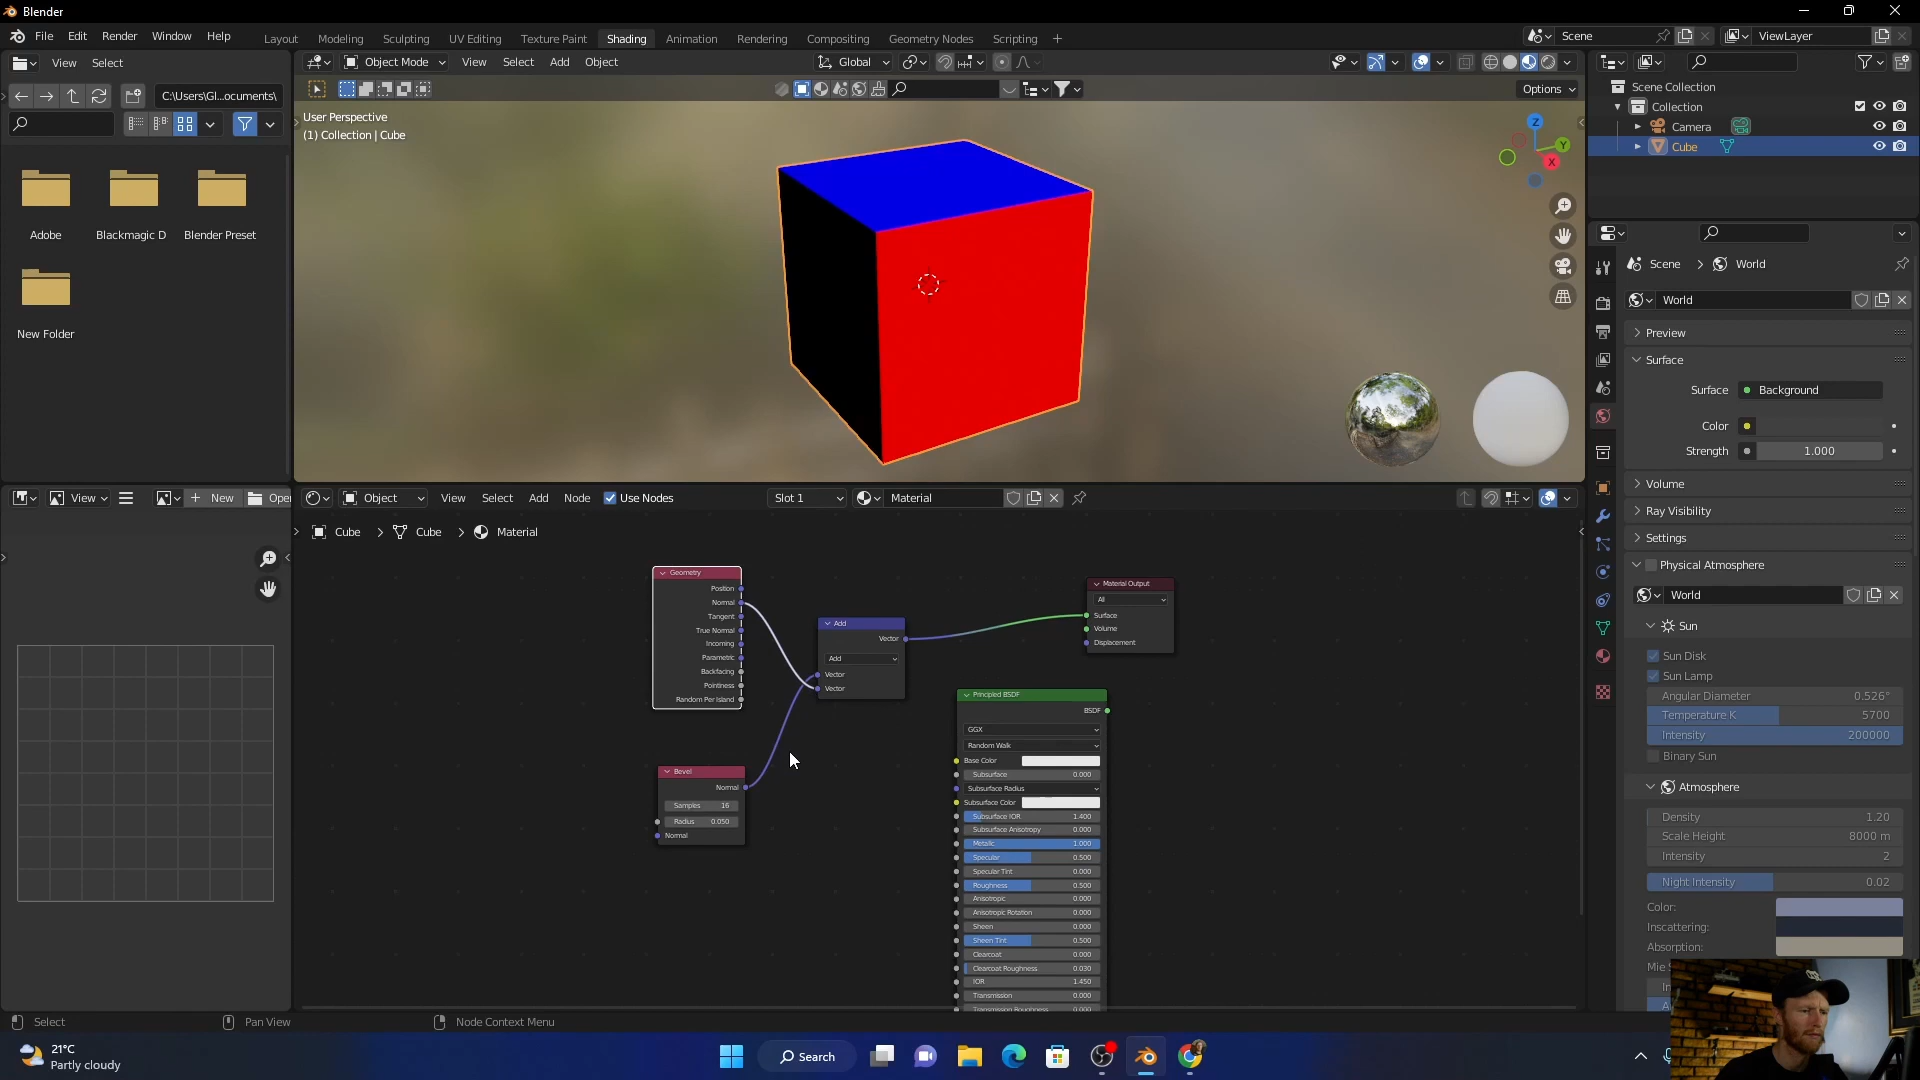 Blender
File Edit Render Window Help
Layout Modeling Sculpting UV Editing Texture Paint Shading Animation Rendering Compositing Geometry Nodes Scripting +
Scene
ViewLayer
View Select
C:\Users\Gl...ocuments\
Adobe
Blackmagic D
Blender Preset
New Folder
Object Mode View Select Add Object
Global
Options
User Perspective
(1) Collection | Cube
Z
Y
X
Scene Collection
Collection
Camera
Cube
Scene > World
World
Preview
Surface
Surface Background
Color
Strength 1.000
Volume
Ray Visibility
Settings
Physical Atmosphere
World
Sun
Sun Disk
Sun Lamp
Angular Diameter 0.526°
Temperature K 5700
Intensity 200000
Binary Sun
Atmosphere
Density 1.20
Scale Height 8000 m
Intensity 2
Night Intensity 0.02
Color:
Inscattering:
Absorption:
View
+ New
Object View Select Add Node Use Nodes
Slot 1
Material
Cube > Cube > Material
Geometry
Position
Normal
Tangent
True Normal
Incoming
Parametric
Backfacing
Pointiness
Random Per Island
Bevel
Normal
Samples 16
Radius 0.050
Normal
Add
Vector
Add
Vector
Vector
Material Output
All
Surface
Volume
Displacement
Principled BSDF
BSDF
GGX
Random Walk
Base Color
Subsurface 0.000
Subsurface Radius
Subsurface Color
Subsurface IOR 1.400
Subsurface Anisotropy 0.000
Metallic 1.000
Specular 0.500
Specular Tint 0.000
Roughness 0.500
Anisotropic 0.000
Anisotropic Rotation 0.000
Sheen 0.000
Sheen Tint 0.500
Clearcoat 0.000
Clearcoat Roughness 0.030
IOR 1.450
Transmission 0.000
Transmission Roughness
Select
Pan View
Node Context Menu
21°C
Partly cloudy
Search